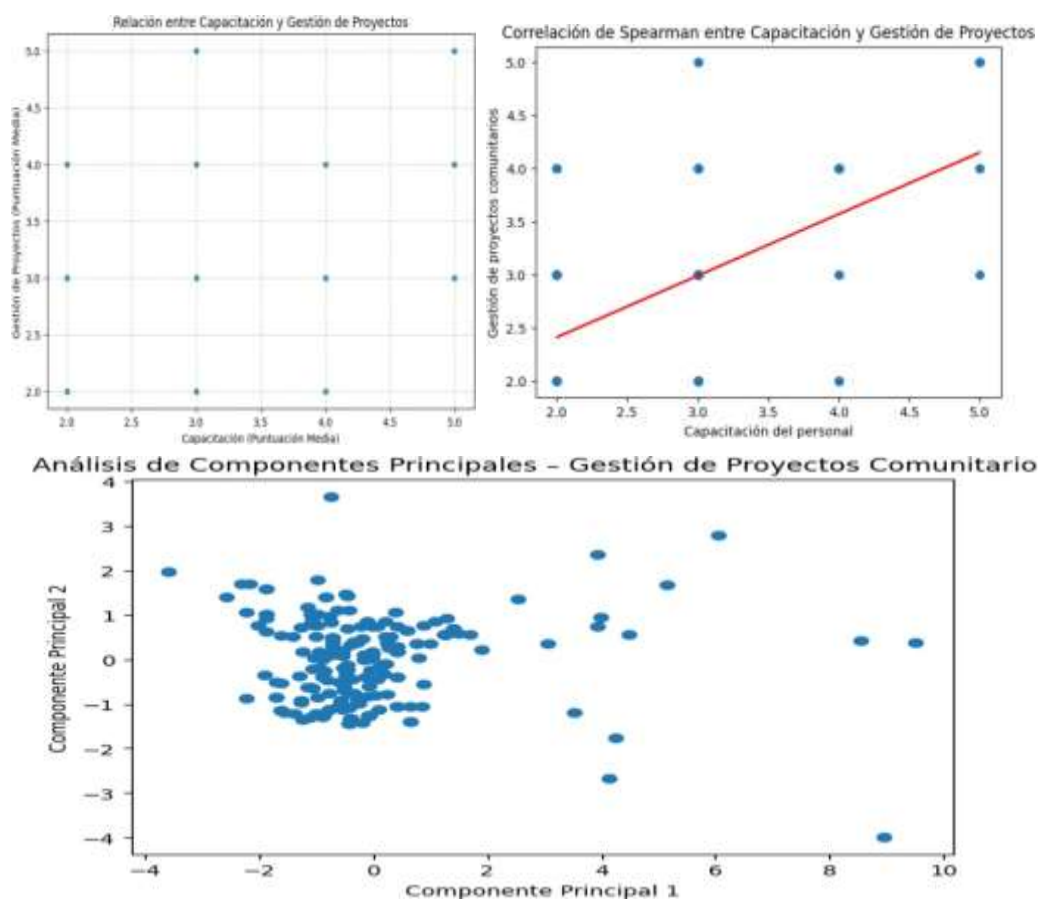 Relación entre Capacitación y Gestión de Proyectos
Gestión de Proyectos (Puntuación Media)
5.0
4.5
4.0
3.5
3.0
2.5
2.0
2.0 2.5 3.0 3.5 4.0 4.5 5.0
Capacitación (Puntuación Media)
Correlación de Spearman entre Capacitación y Gestión de Proyectos
Gestión de proyectos comunitarios
5.0
4.5
4.0
3.5
3.0
2.5
2.0
2.0 2.5 3.0 3.5 4.0 4.5 5.0
Capacitación del personal
Análisis de Componentes Principales – Gestión de Proyectos Comunitario
Componente Principal 2
4
3
2
1
0
−1
−2
−3
−4
−4 −2 0 2 4 6 8 10
Componente Principal 1